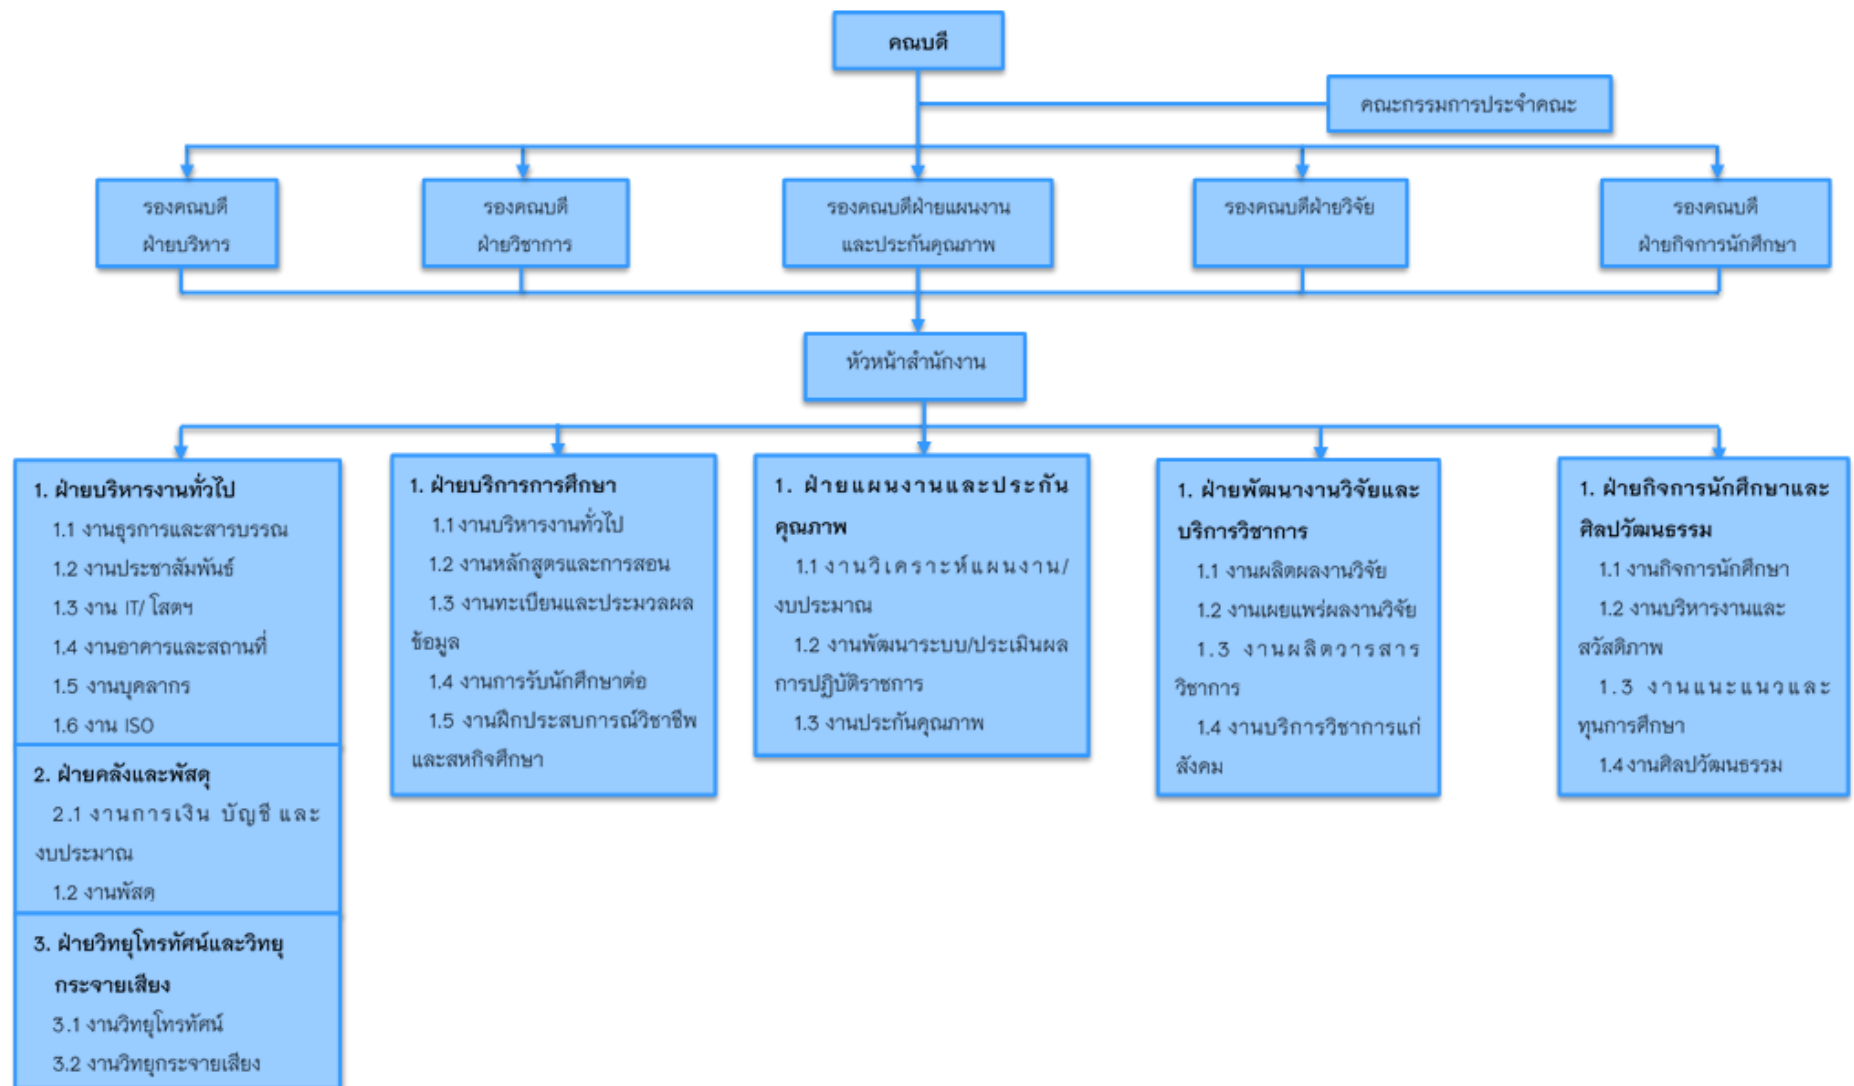 คณบดี
คณะกรรมการประจำคณะ
รองคณบดี
ฝ่ายบริหาร
รองคณบดี
ฝ่ายวิชาการ
รองคณบดีฝ่ายแผนงาน
และประกันคุณภาพ
รองคณบดีฝ่ายวิจัย
รองคณบดี
ฝ่ายกิจการนักศึกษา
หัวหน้าสำนักงาน
1. ฝ่ายบริหารงานทั่วไป
1.1 งานธุรการและสารบรรณ
1.2 งานประชาสัมพันธ์
1.3 งาน IT/ โสตฯ
1.4 งานอาคารและสถานที่
1.5 งานบุคลากร
1.6 งาน ISO
2. ฝ่ายคลังและพัสดุ
2.1 งานการเงิน บัญชี และ
งบประมาณ
1.2 งานพัสดุ
3. ฝ่ายวิทยุโทรทัศน์และวิทยุ
กระจายเสียง
3.1 งานวิทยุโทรทัศน์
3.2 งานวิทยุกระจายเสียง
1. ฝ่ายบริการการศึกษา
1.1 งานบริหารงานทั่วไป
1.2 งานหลักสูตรและการสอน
1.3 งานทะเบียนและประมวลผล
ข้อมูล
1.4 งานการรับนักศึกษาต่อ
1.5 งานฝึกประสบการณ์วิชาชีพ
และสหกิจศึกษา
1. ฝ่ายแผนงานและประกัน
คุณภาพ
1.1 งานวิเคราะห์แผนงาน/
งบประมาณ
1.2 งานพัฒนาระบบ/ประเมินผล
การปฏิบัติราชการ
1.3 งานประกันคุณภาพ
1. ฝ่ายพัฒนางานวิจัยและ
บริการวิชาการ
1.1 งานผลิตผลงานวิจัย
1.2 งานเผยแพร่ผลงานวิจัย
1.3 งานผลิตวารสาร
วิชาการ
1.4 งานบริการวิชาการแก่
สังคม
1. ฝ่ายกิจการนักศึกษาและ
ศิลปวัฒนธรรม
1.1 งานกิจการนักศึกษา
1.2 งานบริหารงานและ
สวัสดิภาพ
1.3 งานแนะแนวและ
ทุนการศึกษา
1.4 งานศิลปวัฒนธรรม